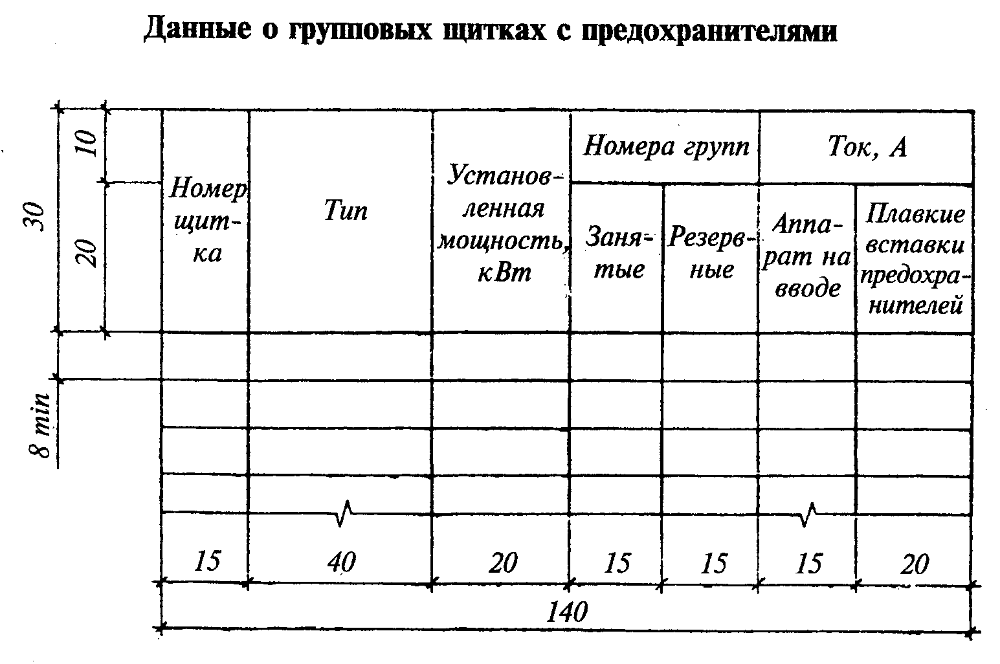 Данные о групповых щитках с предохранителями
10
20
30
8 min
Номер
щит-
ка
Тип
Установ-
ленная
мощность,
кВт
Номера групп
Заня-
тые
Резерв-
ные
Ток, А
Аппа-
рат на
вводе
Плавкие
вставки
предохра-
нителей
15
40
20
15
15
15
20
140